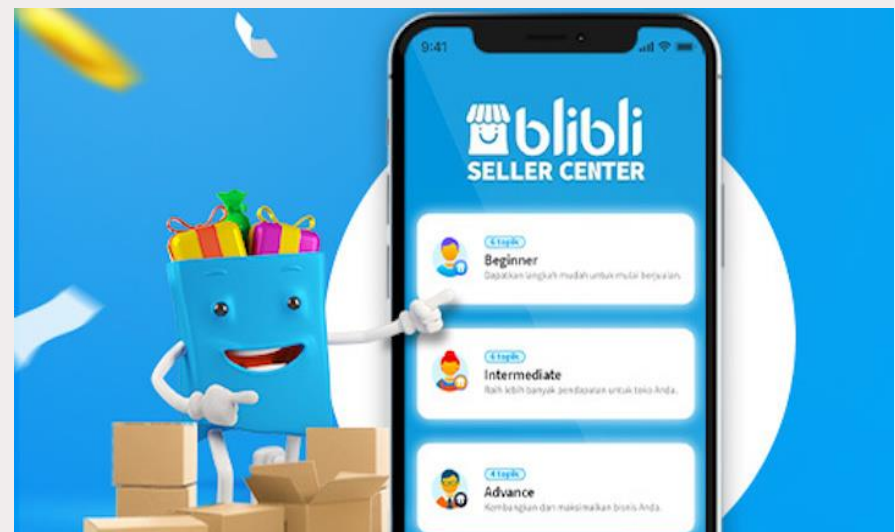 9:41
blibli
SELLER CENTER
6 topik
Beginner
Dapatkan langkah mudah untuk mulai berjualan.
6 topik
Intermediate
Raih lebih banyak pendapatan untuk toko Anda.
4 topik
Advance
Kembangkan dan maksimalkan bisnis Anda.